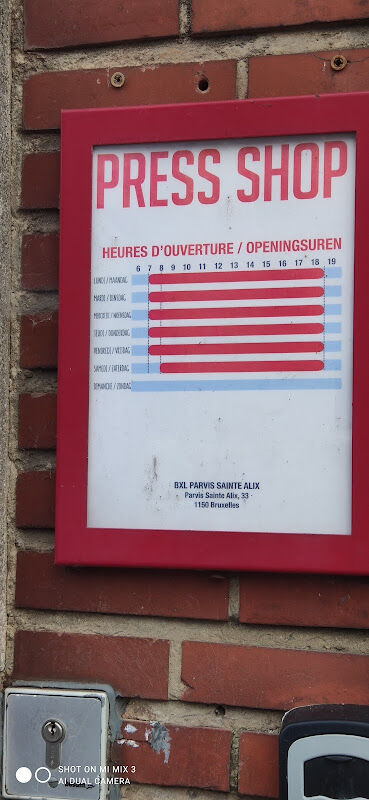 PRESS SHOP
HEURES D'OUVERTURE / OPENINGSUREN
6 7 8 9 10 11 12 13 14 15 16 17 18 19
LUNDI / MAANDAG
MARDI / DINSDAG
MERCREDI / WOENSDAG
JEUDI / DONDERDAG
VENDREDI / VRIJDAG
SAMEDI / ZATERDAG
DIMANCHE / ZONDAG
BXL PARVIS SAINTE ALIX
Parvis Sainte Alix, 33
1150 Bruxelles
SHOT ON MI MIX 3
AI DUAL CAMERA